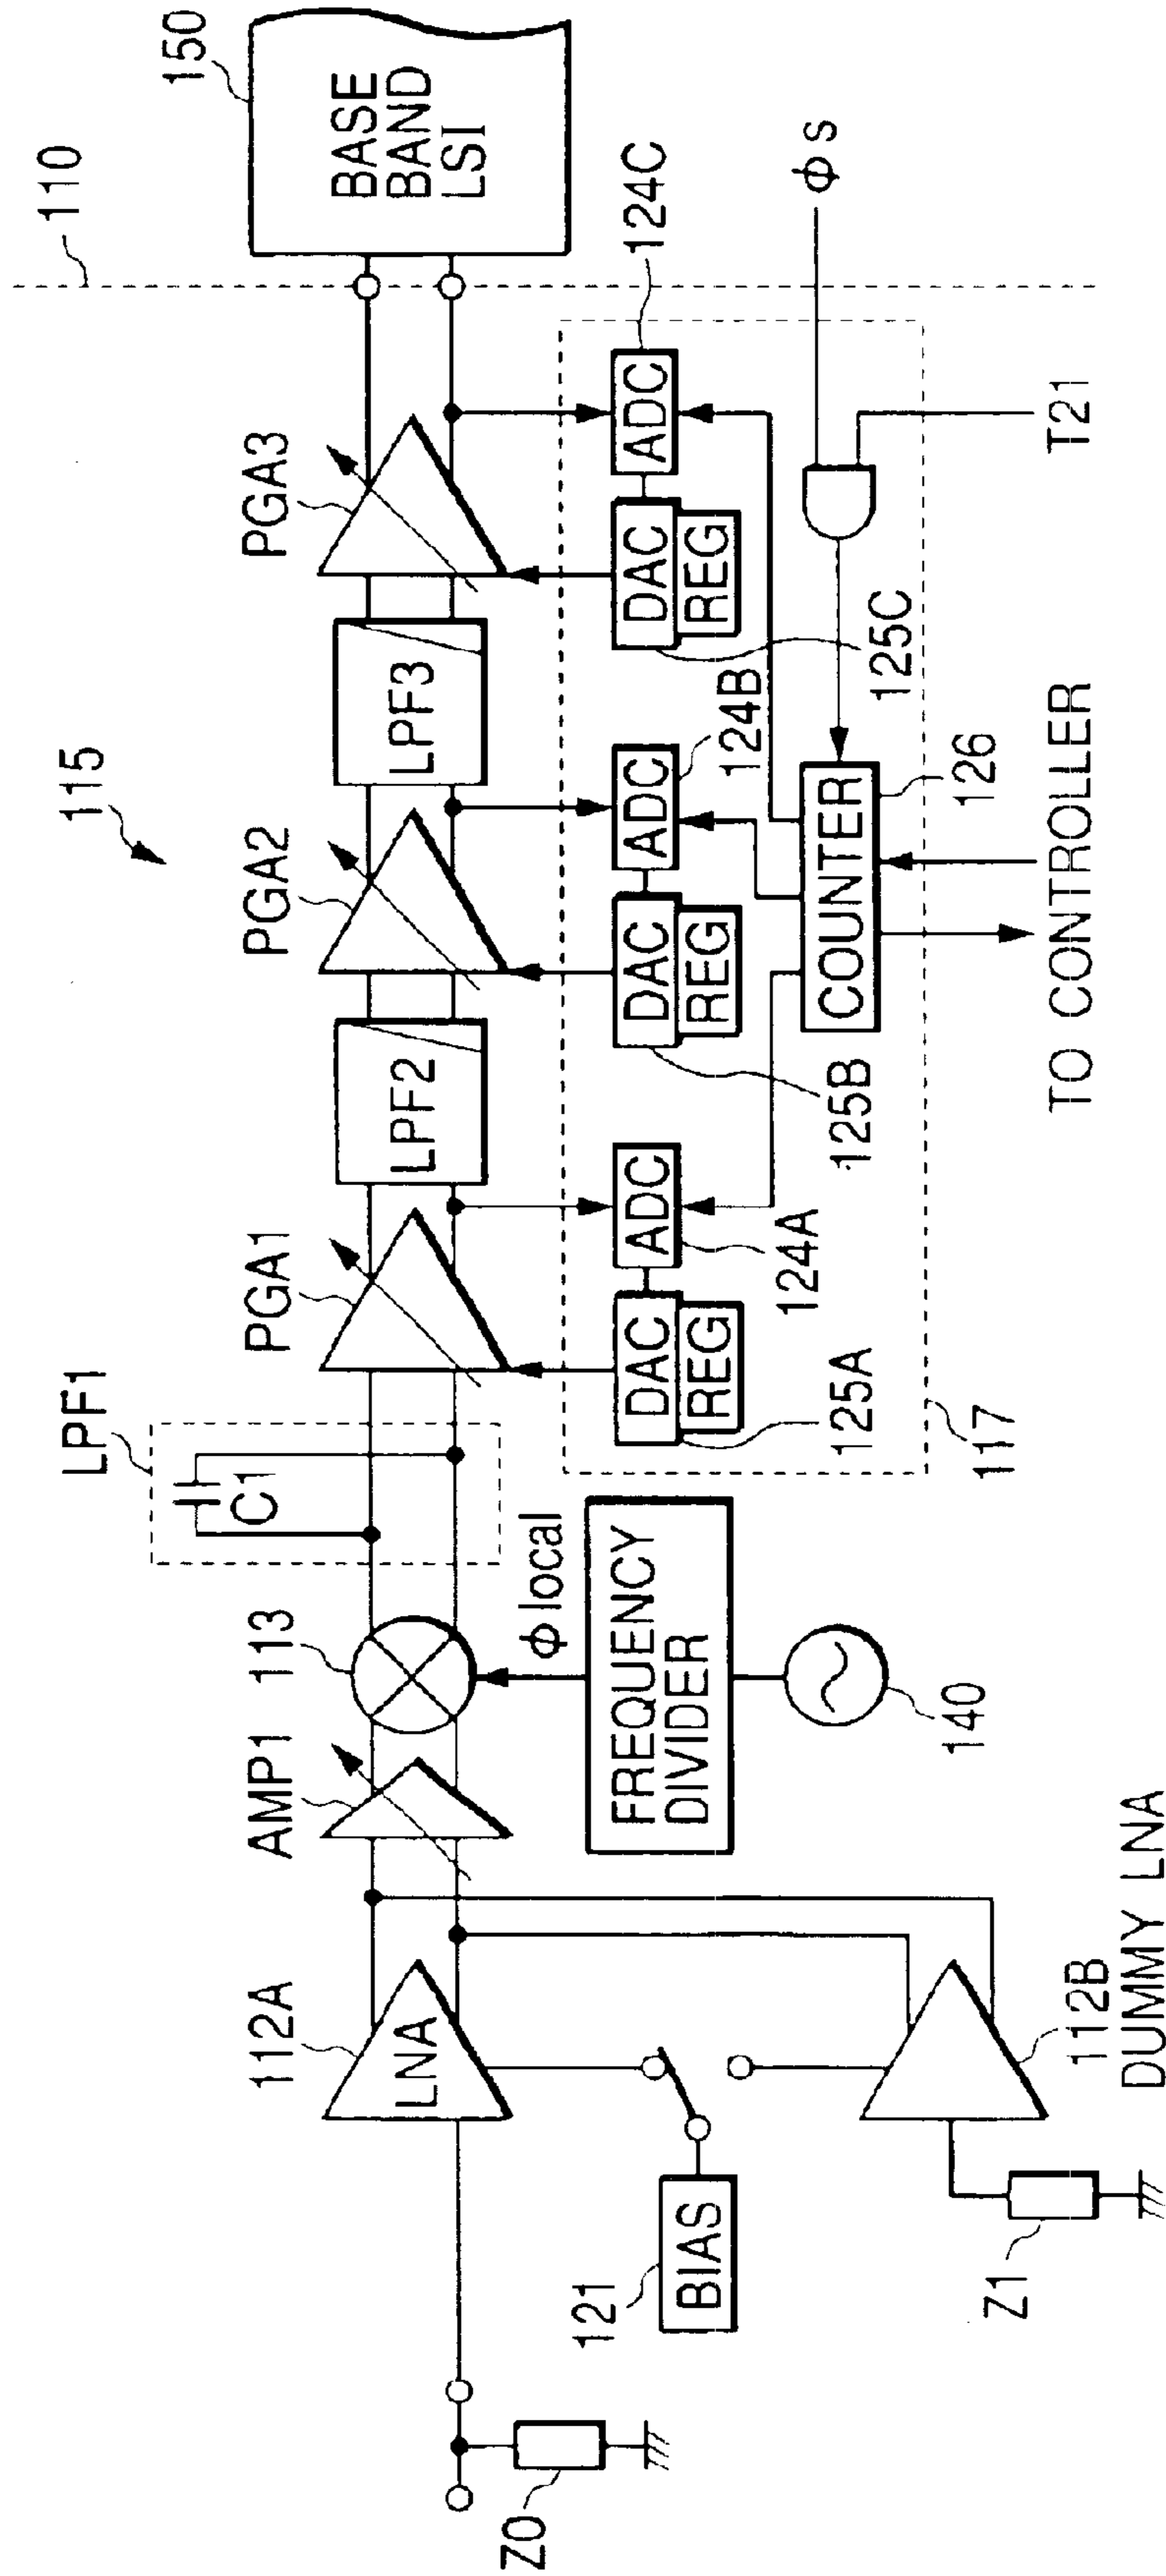 115
110
150
BASE
BAND
LSI
LPF1
C1
PGA1
LPF2
PGA2
LPF3
PGA3
112A
LNA
AMP1
113
φ local
FREQUENCY
DIVIDER
140
Z0
121
BIAS
Z1
112B
DUMMY LNA
DAC
REG
125A
ADC
124A
DAC
REG
125B
ADC
124B
DAC
REG
125C
ADC
124C
COUNTER
126
117
φ s
T21
TO CONTROLLER